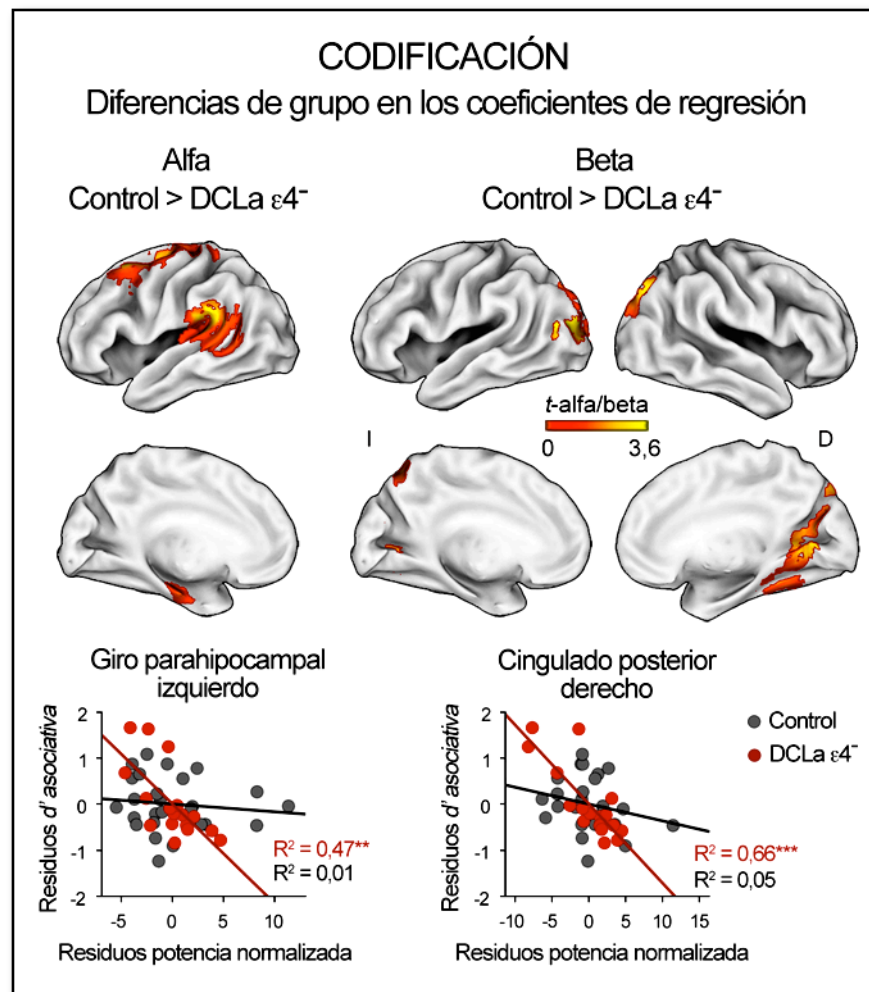 CODIFICACIÓN
Diferencias de grupo en los coeficientes de regresión
Alfa
Control > DCLa ε4⁻
Beta
Control > DCLa ε4⁻
t-alfa/beta
0 3,6
I
D
Giro parahipocampal
izquierdo
Residuos d' asociativa
2
1
0
-1
-2
R² = 0,47**
R² = 0,01
-5 0 5 10
Residuos potencia normalizada
Cingulado posterior
derecho
Residuos d' asociativa
2
1
0
-1
-2
R² = 0,66***
R² = 0,05
-10 -5 0 5 10 15
Residuos potencia normalizada
Control
DCLa ε4⁻